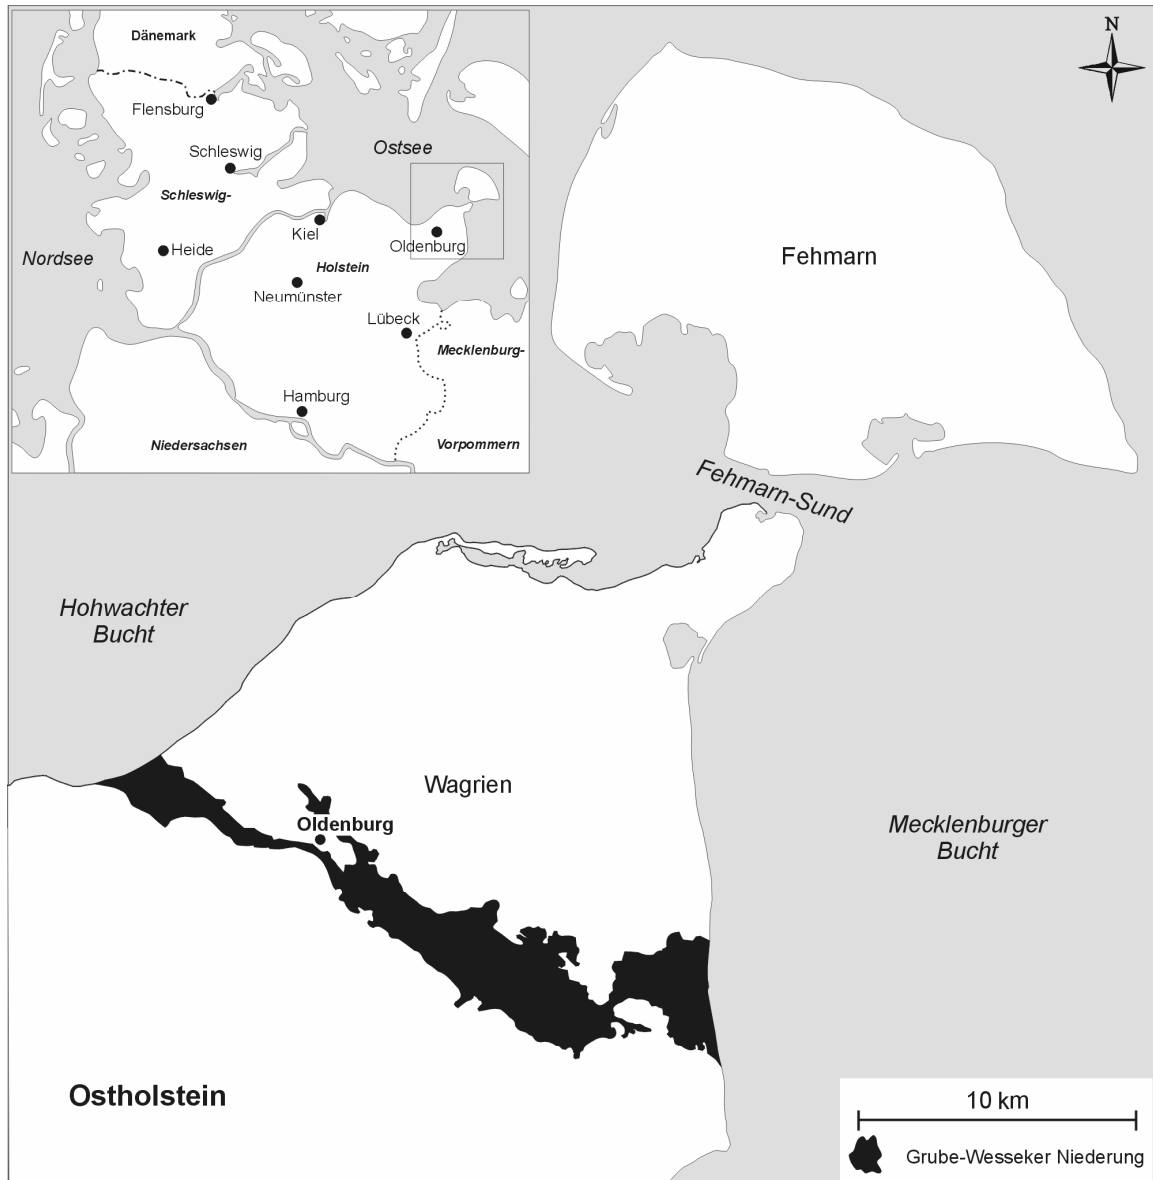 Dänemark
Flensburg
Schleswig
Ostsee
Schleswig-
Kiel
Oldenburg
Heide
Nordsee
Holstein
Neumünster
Lübeck
Mecklenburg-
Hamburg
Niedersachsen
Vorpommern
N
Fehmarn
Fehmarn-Sund
Hohwachter
Bucht
Wagrien
Oldenburg
Mecklenburger
Bucht
Ostholstein
10 km
Grube-Wesseker Niederung